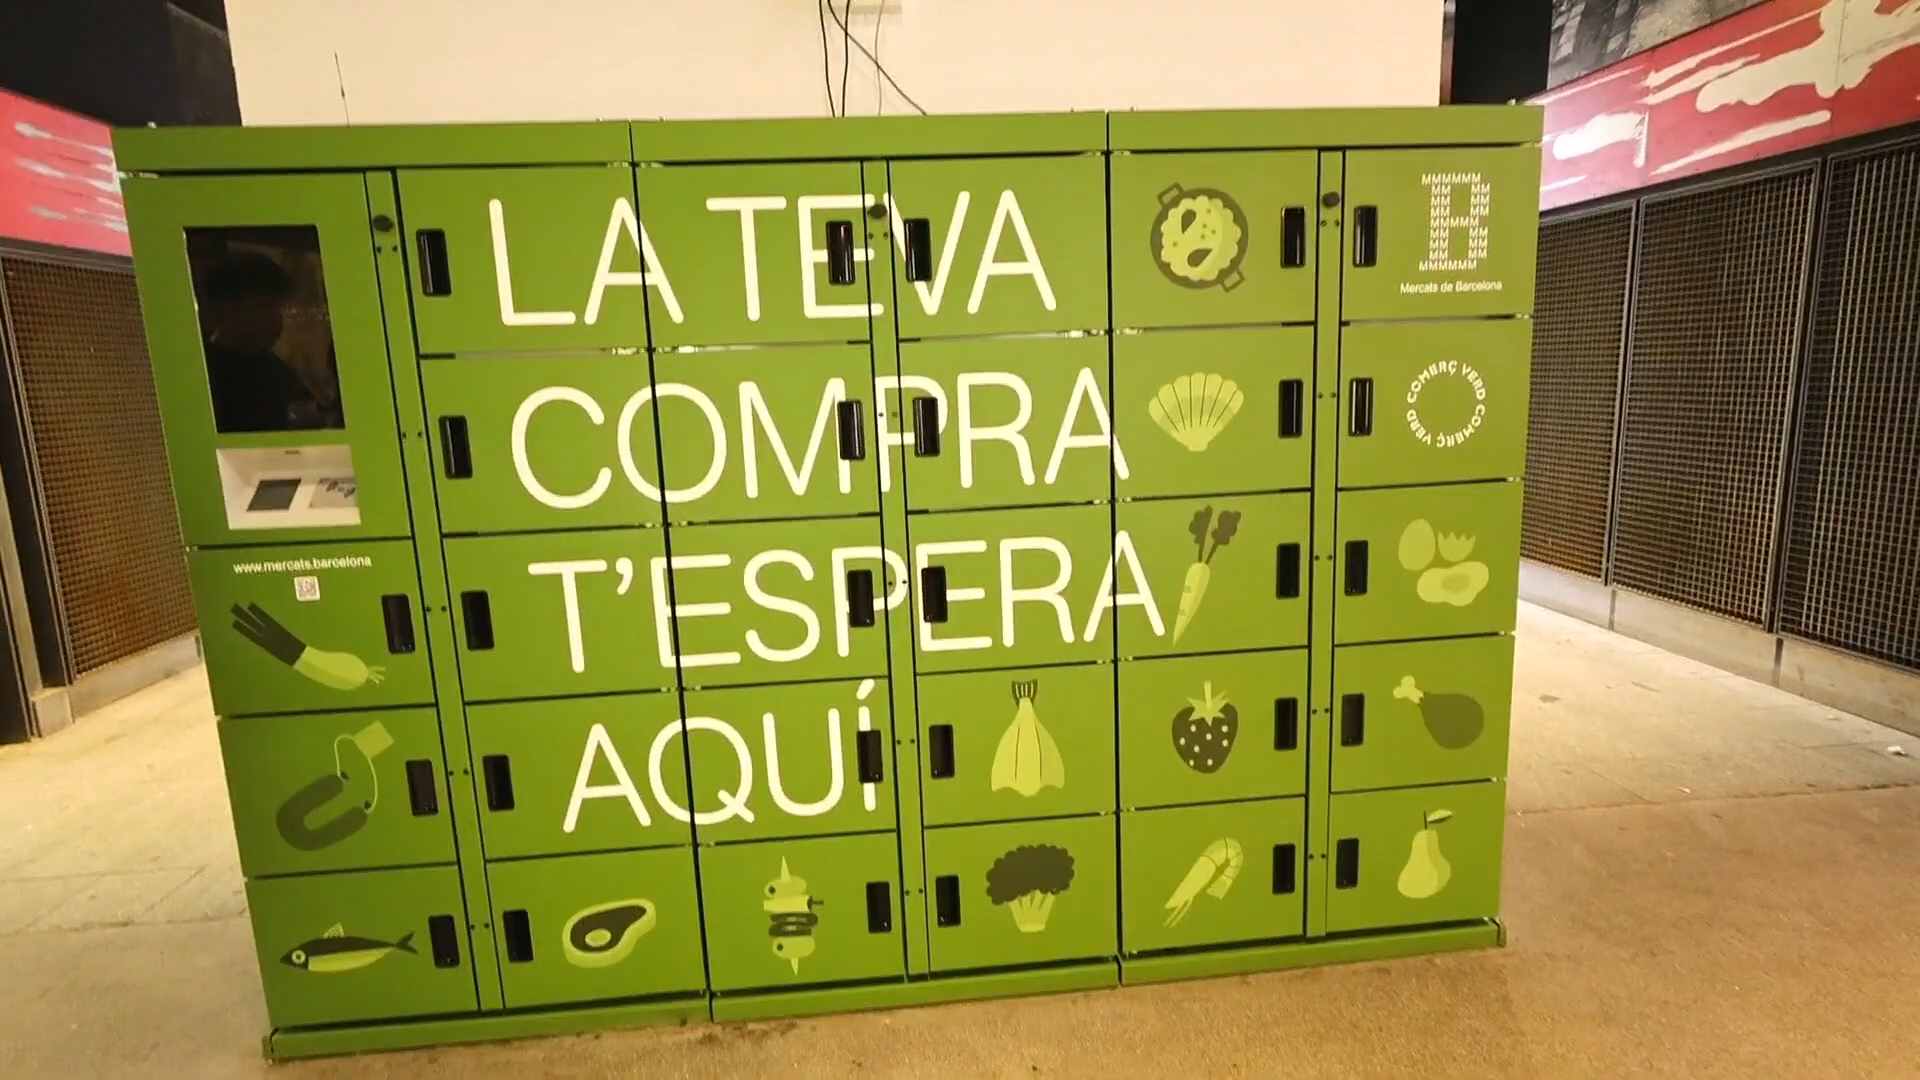 LA TEVA
COMPRA
T'ESPERA
AQUÍ
Mercats de Barcelona
COMERÇ VERD COMERÇ VERD
www.mercats.barcelona